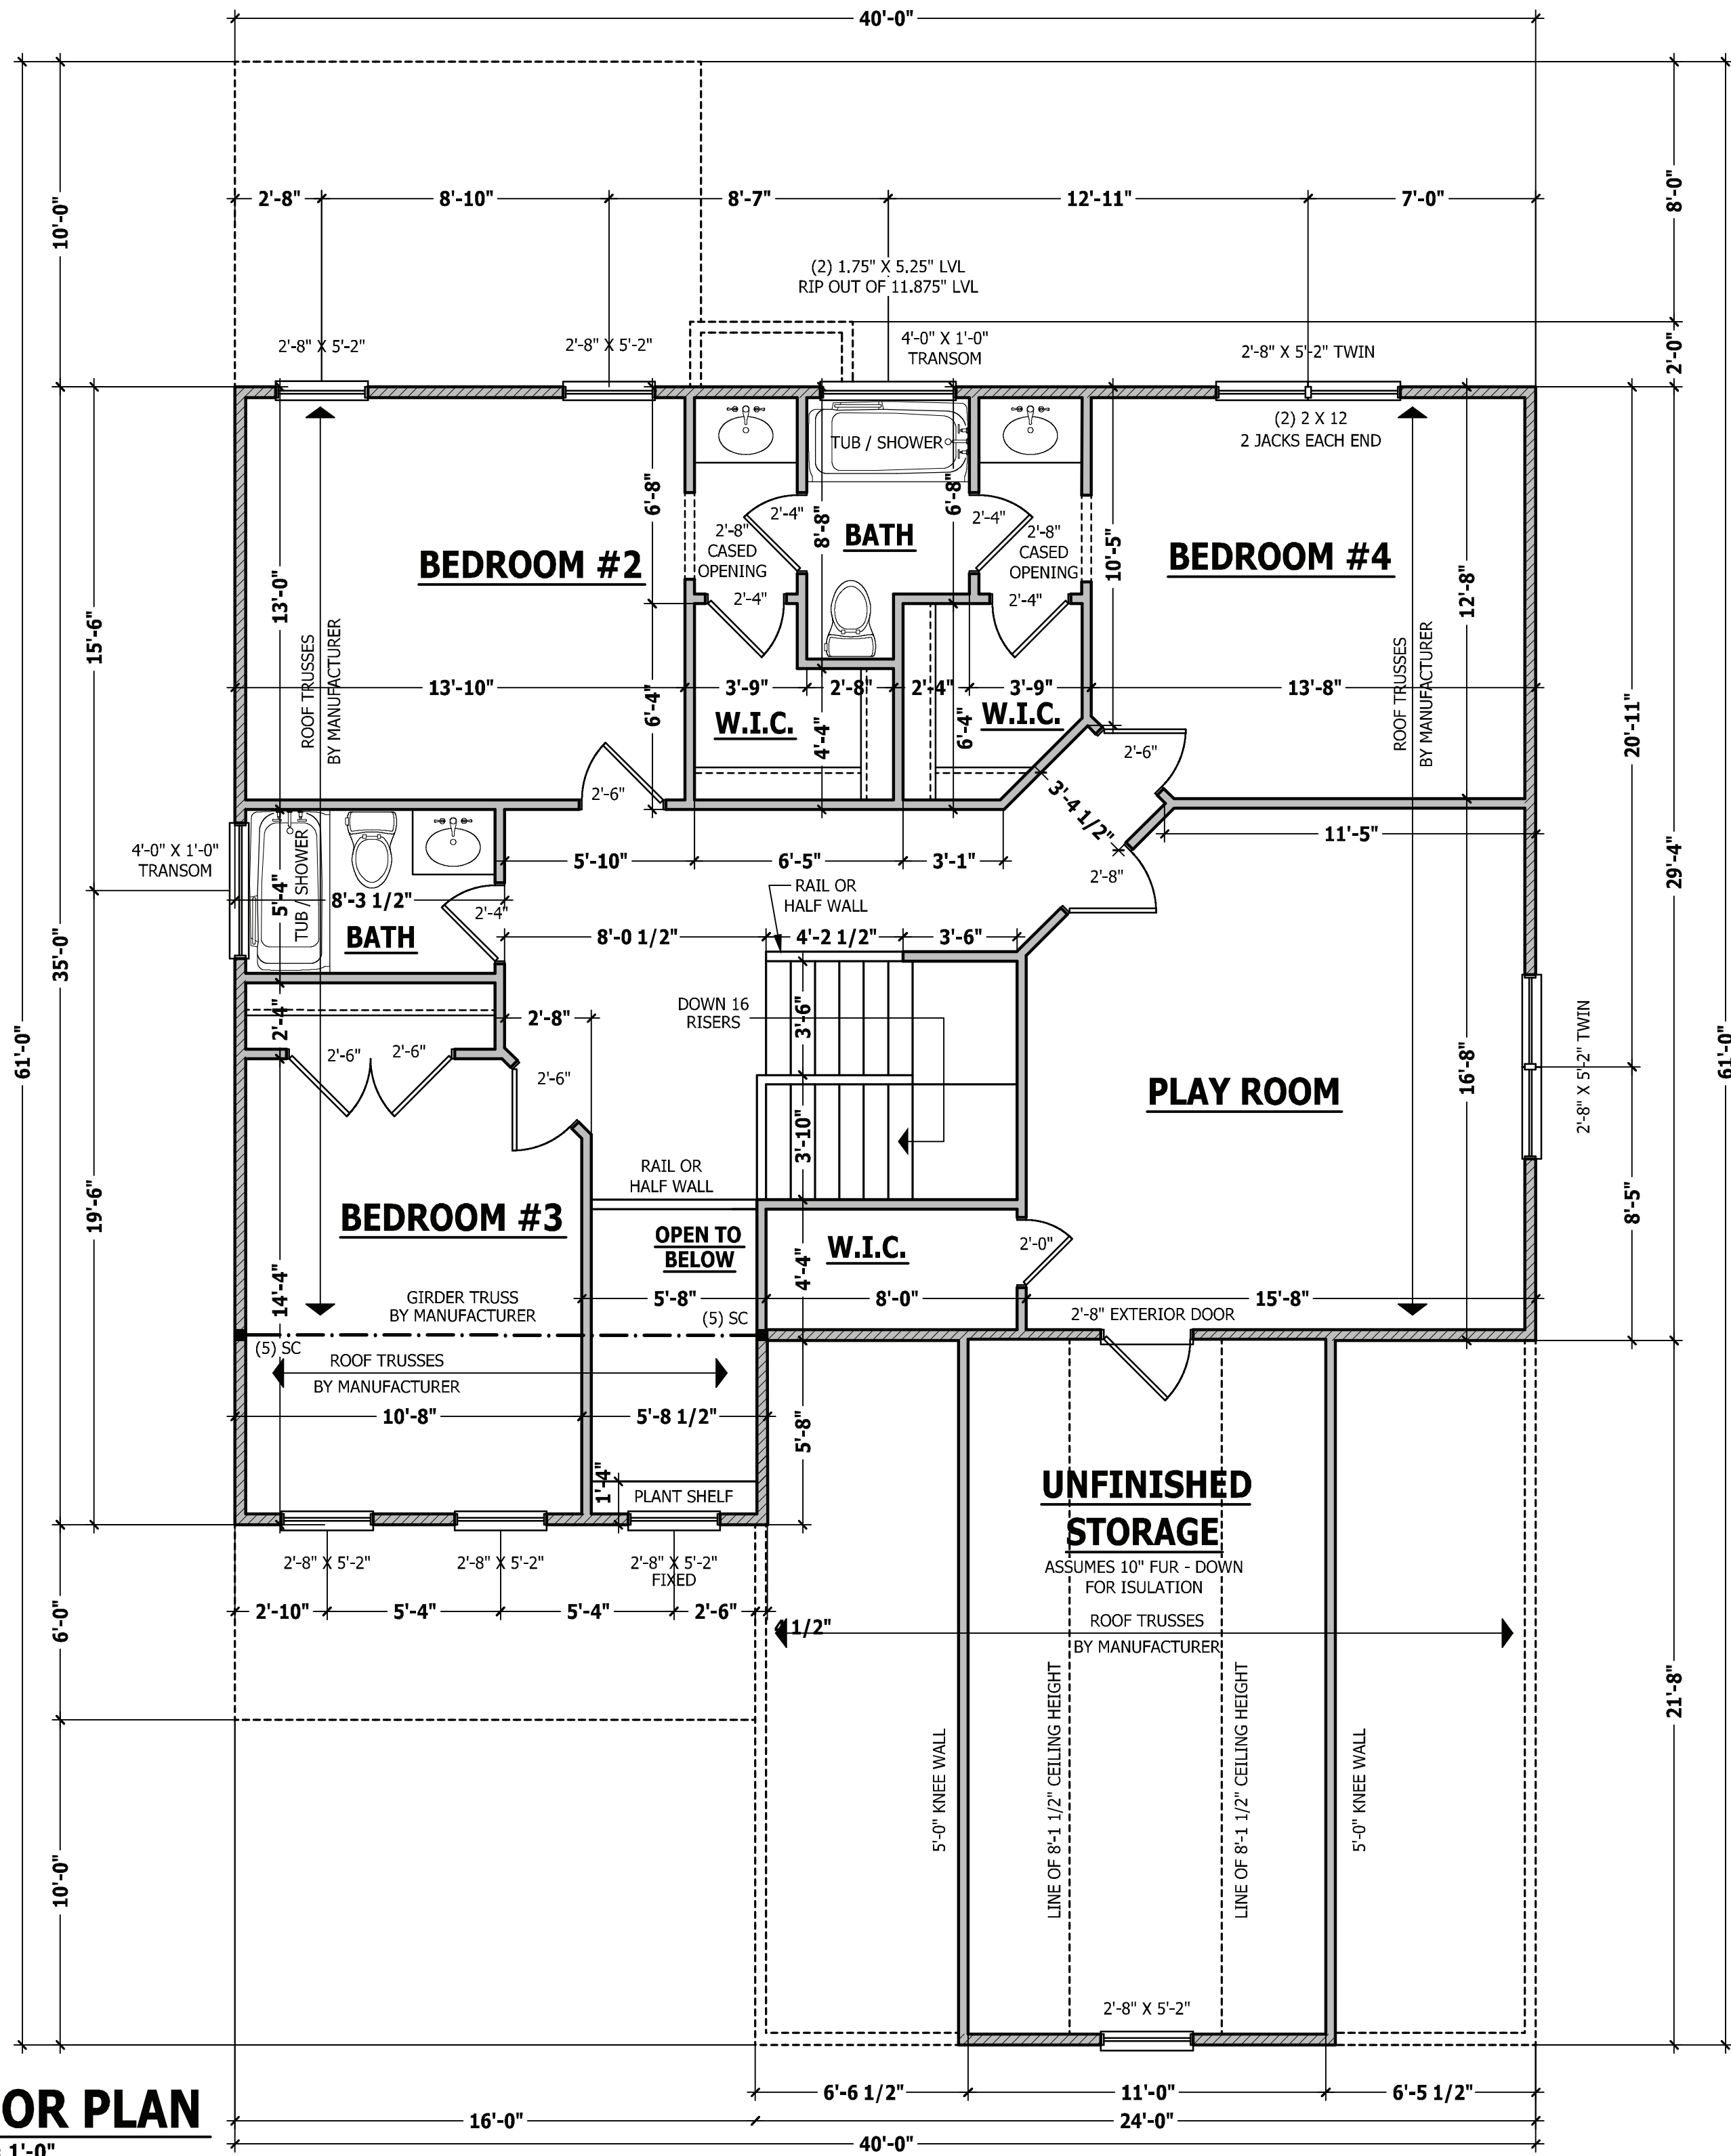 40'-0"
2'-8"
8'-10"
8'-7"
12'-11"
7'-0"
10'-0"
8'-0"
2'-0"
(2) 1.75" X 5.25" LVL
RIP OUT OF 11.875" LVL
2'-8" X 5'-2"
2'-8" X 5'-2"
4'-0" X 1'-0"
TRANSOM
2'-8" X 5'-2" TWIN
(2) 2 X 12
2 JACKS EACH END
TUB / SHOWER
6'-8"
8'-8"
6'-8"
10'-5"
12'-8"
13'-0"
15'-6"
BEDROOM #2
2'-4"
2'-8"
CASED
OPENING
2'-4"
BATH
2'-4"
2'-8"
CASED
OPENING
2'-4"
BEDROOM #4
ROOF TRUSSES
BY MANUFACTURER
ROOF TRUSSES
BY MANUFACTURER
13'-10"
3'-9"
2'-8"
2'-4"
3'-9"
13'-8"
6'-4"
W.I.C.
4'-4"
6'-4"
W.I.C.
20'-11"
2'-6"
2'-6"
3'-4 1/2"
11'-5"
4'-0" X 1'-0"
TRANSOM
5'-10"
6'-5"
3'-1"
2'-8"
29'-4"
5'-4"
TUB / SHOWER
8'-3 1/2"
2'-4"
BATH
RAIL OR
HALF WALL
8'-0 1/2"
4'-2 1/2"
3'-6"
35'-0"
61'-0"
61'-0"
2'-4"
2'-8"
DOWN 16
RISERS
3'-6"
2'-6"
2'-6"
2'-6"
PLAY ROOM
16'-8"
2'-8" X 5'-2" TWIN
3'-10"
RAIL OR
HALF WALL
19'-6"
BEDROOM #3
OPEN TO
BELOW
W.I.C.
2'-0"
8'-5"
4'-4"
14'-4"
GIRDER TRUSS
BY MANUFACTURER
5'-8"
8'-0"
15'-8"
(5) SC
2'-8" EXTERIOR DOOR
(5) SC
ROOF TRUSSES
BY MANUFACTURER
10'-8"
5'-8 1/2"
5'-8"
1'-4"
PLANT SHELF
UNFINISHED
STORAGE
ASSUMES 10" FUR - DOWN
FOR ISULATION
2'-8" X 5'-2"
2'-8" X 5'-2"
2'-8" X 5'-2"
FIXED
2'-10"
5'-4"
5'-4"
2'-6"
4 1/2"
6'-0"
ROOF TRUSSES
BY MANUFACTURER
21'-8"
5'-0" KNEE WALL
LINE OF 8'-1 1/2" CEILING HEIGHT
LINE OF 8'-1 1/2" CEILING HEIGHT
5'-0" KNEE WALL
10'-0"
2'-8" X 5'-2"
6'-6 1/2"
11'-0"
6'-5 1/2"
16'-0"
24'-0"
40'-0"
OR PLAN
1'-0"